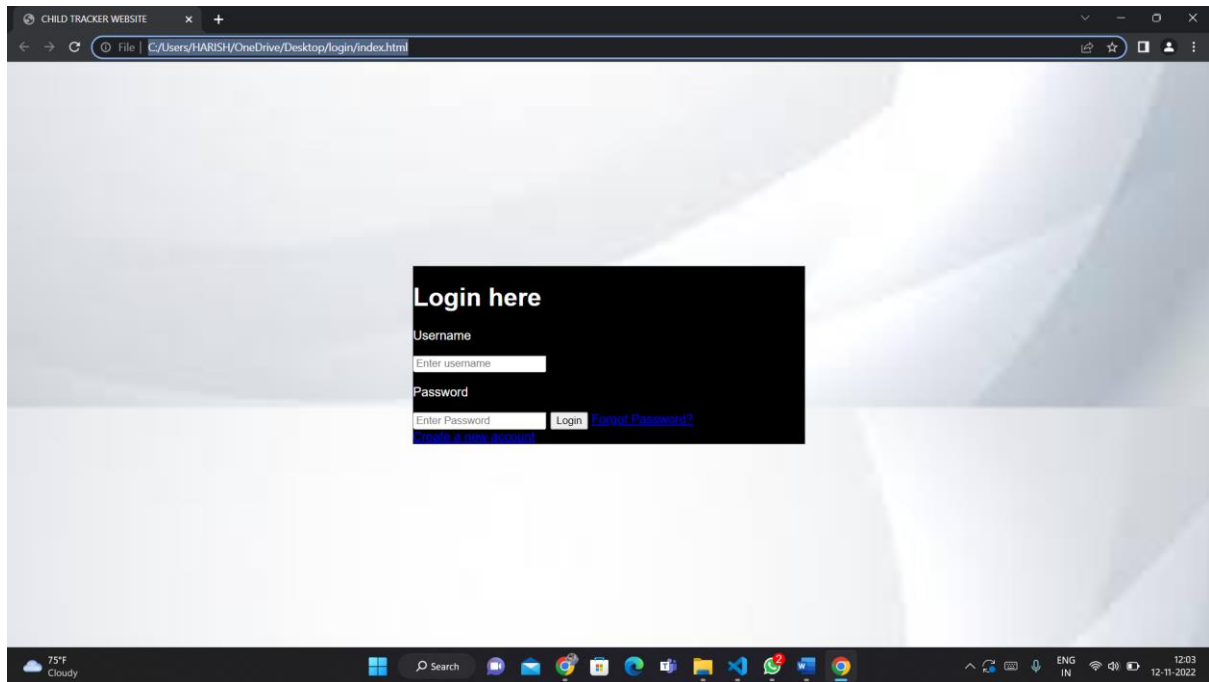 CHILD TRACKER WEBSITE
File | C:/Users/HARISH/OneDrive/Desktop/login/index.html
Login here
Username
Enter username
Password
Enter Password Login Forgot Password?
Create a new account
75°F
Cloudy
Search
2
ENG
IN
12:03
12-11-2022